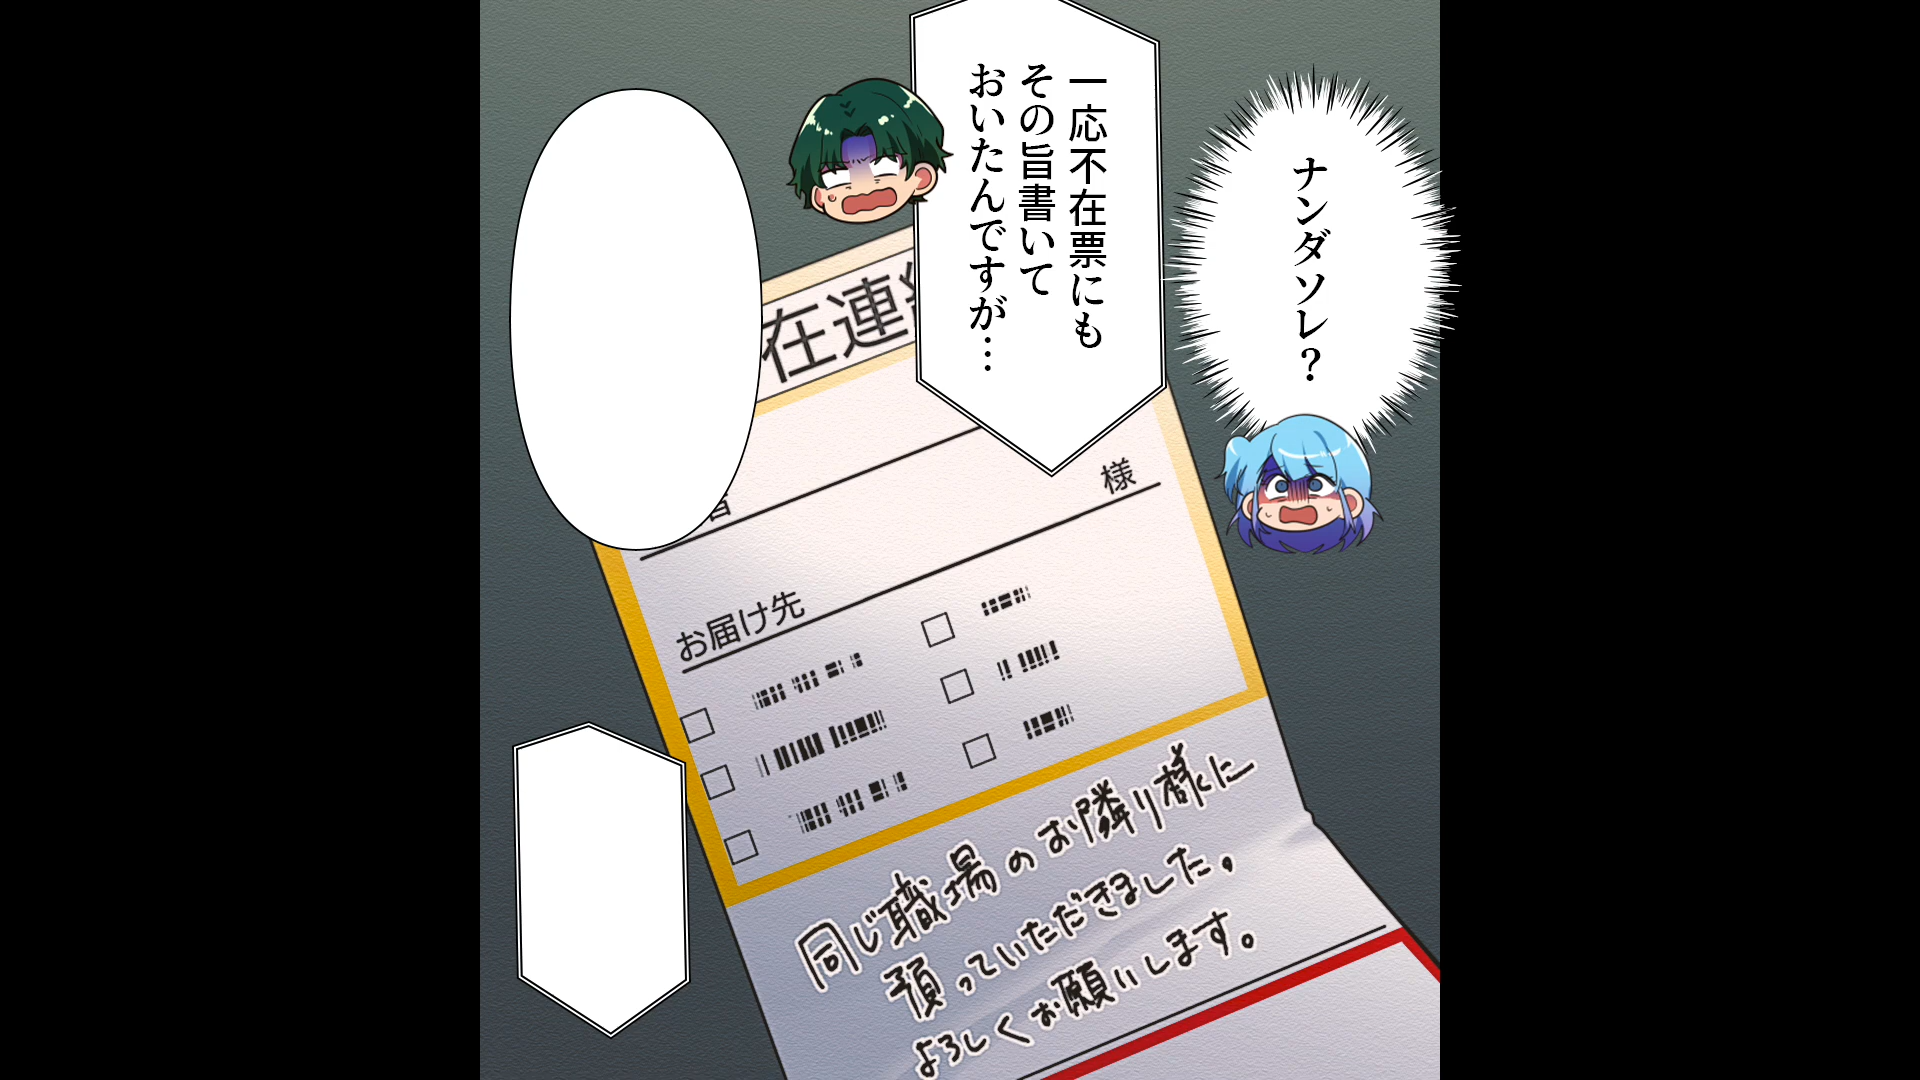 ナンダソレ?
一応不在票にも
その旨書いて
おいたんですが…
在連
様
お届け先
同じ職場のお隣り様に
預っていただきました,
よろしくお願いします。